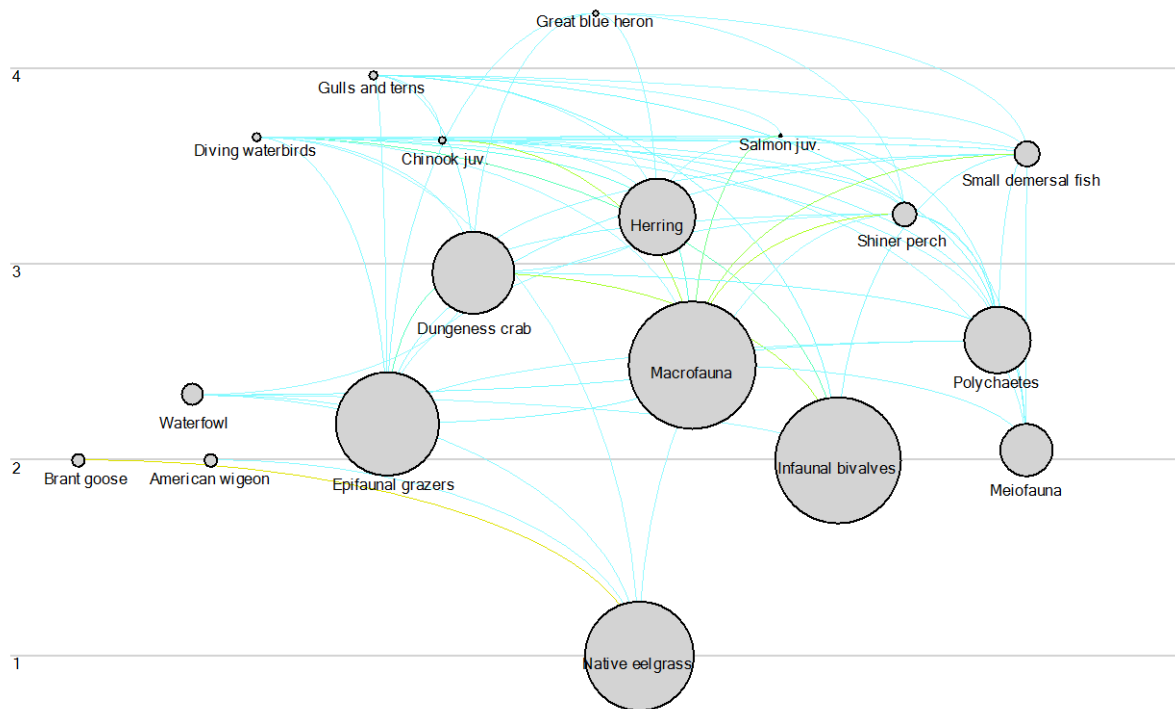 Great blue heron
4
Gulls and terns
Diving waterbirds
Chinook juv.
Salmon juv.
Small demersal fish
Herring
Shiner perch
3
Dungeness crab
Macrofauna
Polychaetes
Waterfowl
2
Brant goose
American wigeon
Epifaunal grazers
Infaunal bivalves
Meiofauna
1
Native eelgrass